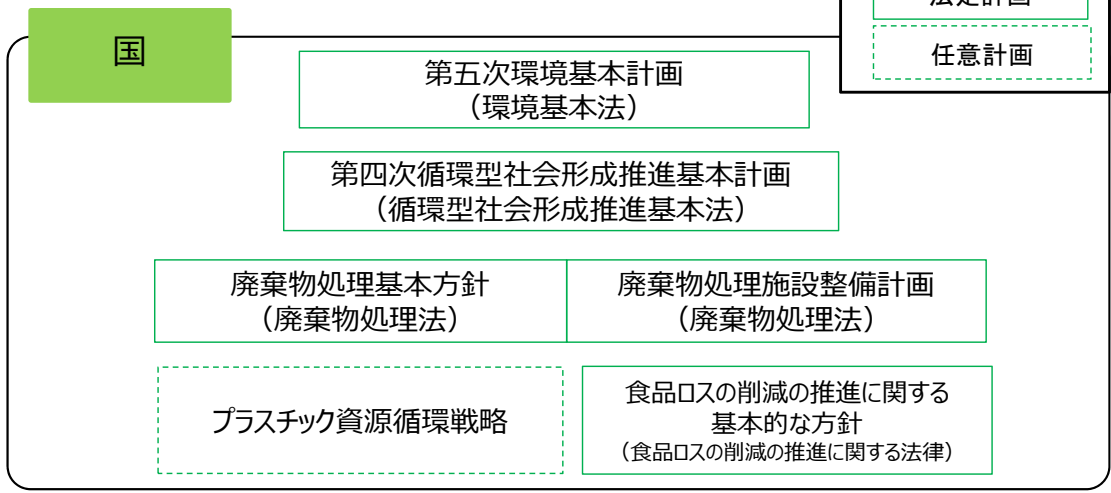 法定計画
任意計画
国
第五次環境基本計画
（環境基本法）
第四次循環型社会形成推進基本計画
（循環型社会形成推進基本法）
廃棄物処理基本方針
（廃棄物処理法）
廃棄物処理施設整備計画
（廃棄物処理法）
プラスチック資源循環戦略
食品ロスの削減の推進に関する
基本的な方針
（食品ロスの削減の推進に関する法律）